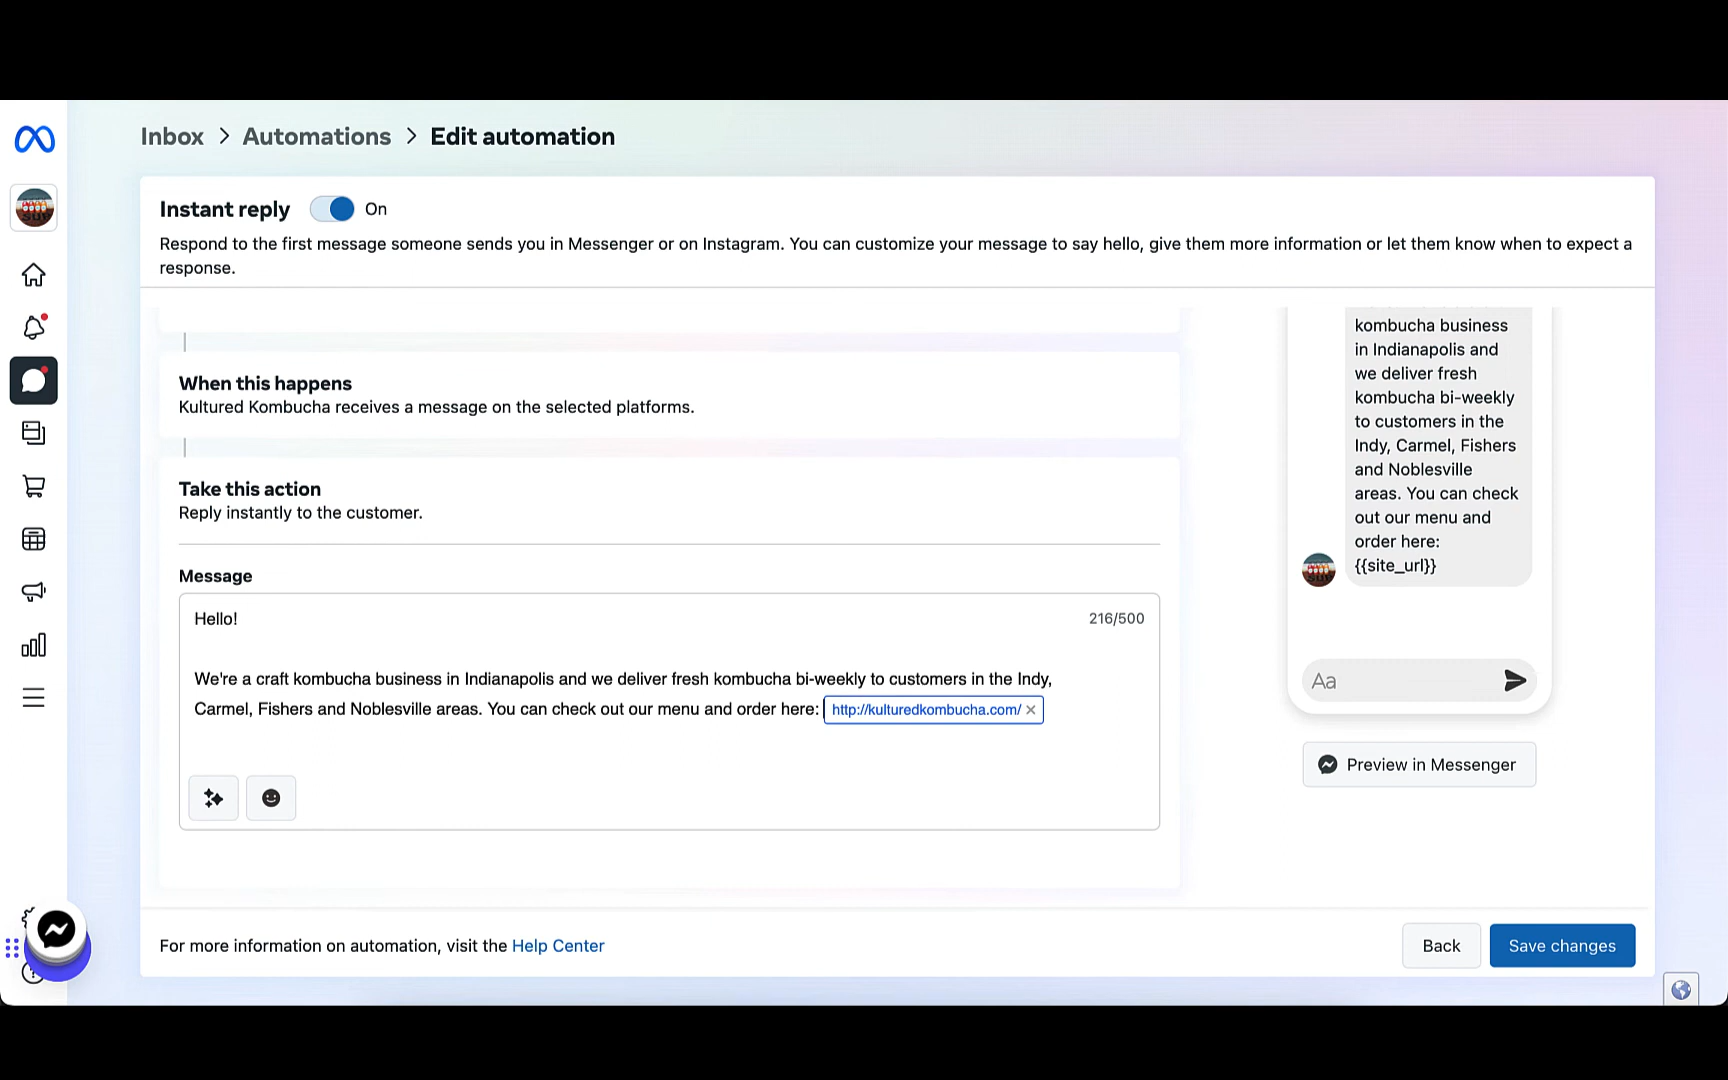 Inbox > Automations > Edit automation
Instant reply On
Respond to the first message someone sends you in Messenger or on Instagram. You can customize your message to say hello, give them more information or let them know when to expect a
response.
When this happens
Kultured Kombucha receives a message on the selected platforms.
Take this action
Reply instantly to the customer.
Message
Hello!
216/500
We're a craft kombucha business in Indianapolis and we deliver fresh kombucha bi-weekly to customers in the Indy,
Carmel, Fishers and Noblesville areas. You can check out our menu and order here: http://kulturedkombucha.com/ ×
kombucha business
in Indianapolis and
we deliver fresh
kombucha bi-weekly
to customers in the
Indy, Carmel, Fishers
and Noblesville
areas. You can check
out our menu and
order here:
{{site_url}}
Aa
Preview in Messenger
For more information on automation, visit the Help Center
Back
Save changes